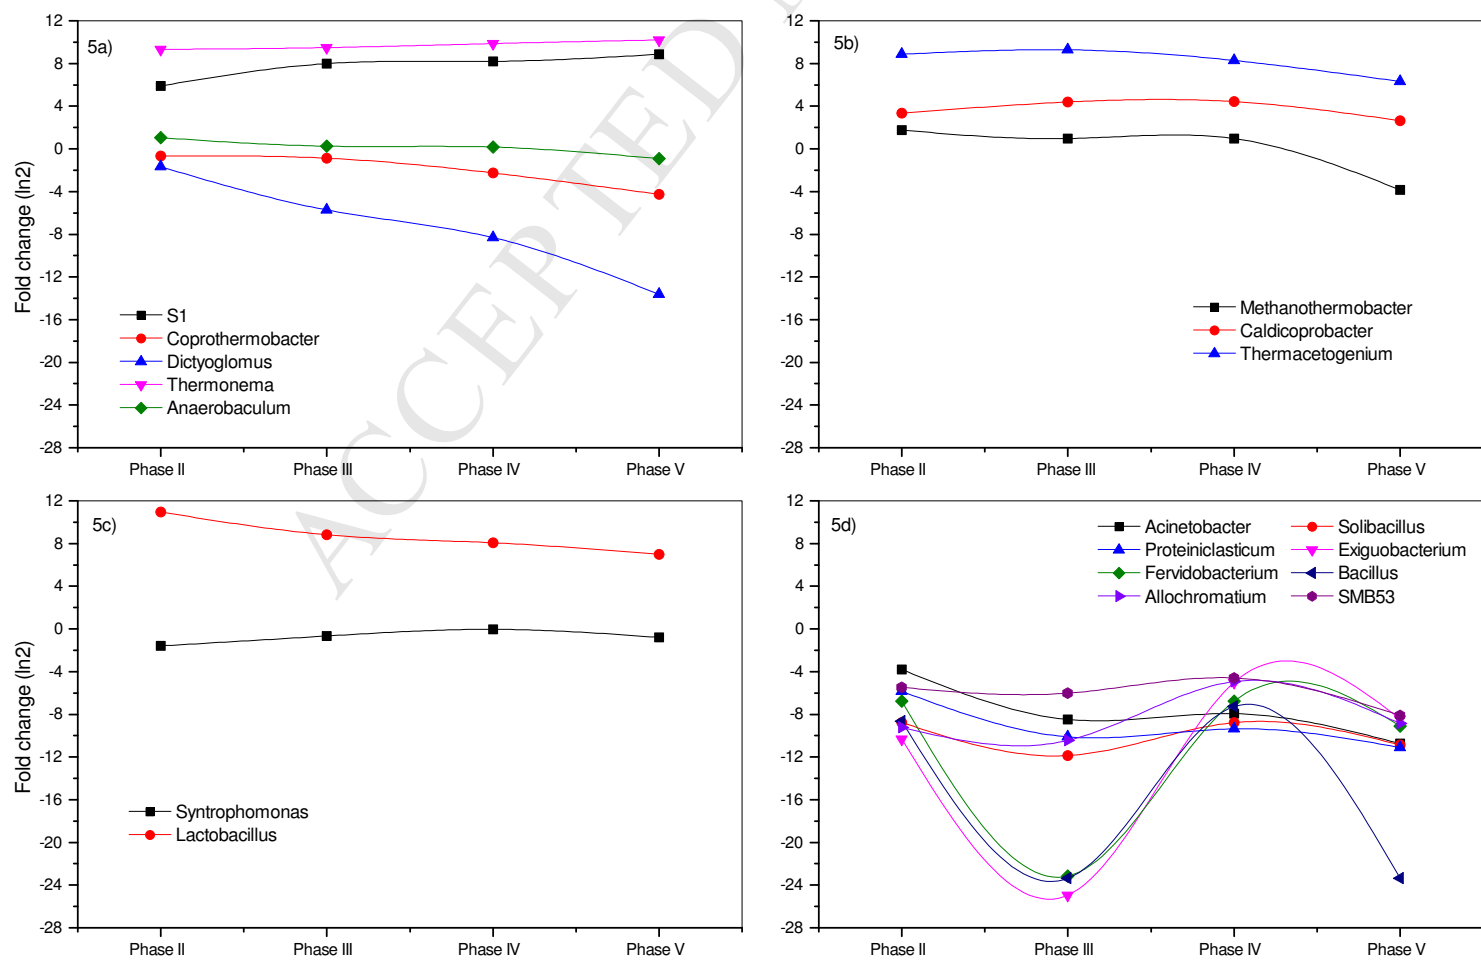 ACCEPTED
5a)
12
8
4
0
-4
-8
-12
-16
-20
-24
-28
Fold change (ln2)
S1
Coprothermobacter
Dictyoglomus
Thermonema
Anaerobaculum
Phase II Phase III Phase IV Phase V
5b)
12
8
4
0
-4
-8
-12
-16
-20
-24
-28
Methanothermobacter
Caldicoprobacter
Thermacetogenium
Phase II Phase III Phase IV Phase V
5c)
12
8
4
0
-4
-8
-12
-16
-20
-24
-28
Fold change (ln2)
Syntrophomonas
Lactobacillus
Phase II Phase III Phase IV Phase V
5d)
12
8
4
0
-4
-8
-12
-16
-20
-24
-28
Acinetobacter Solibacillus
Proteiniclasticum Exiguobacterium
Fervidobacterium Bacillus
Allochromatium SMB53
Phase II Phase III Phase IV Phase V